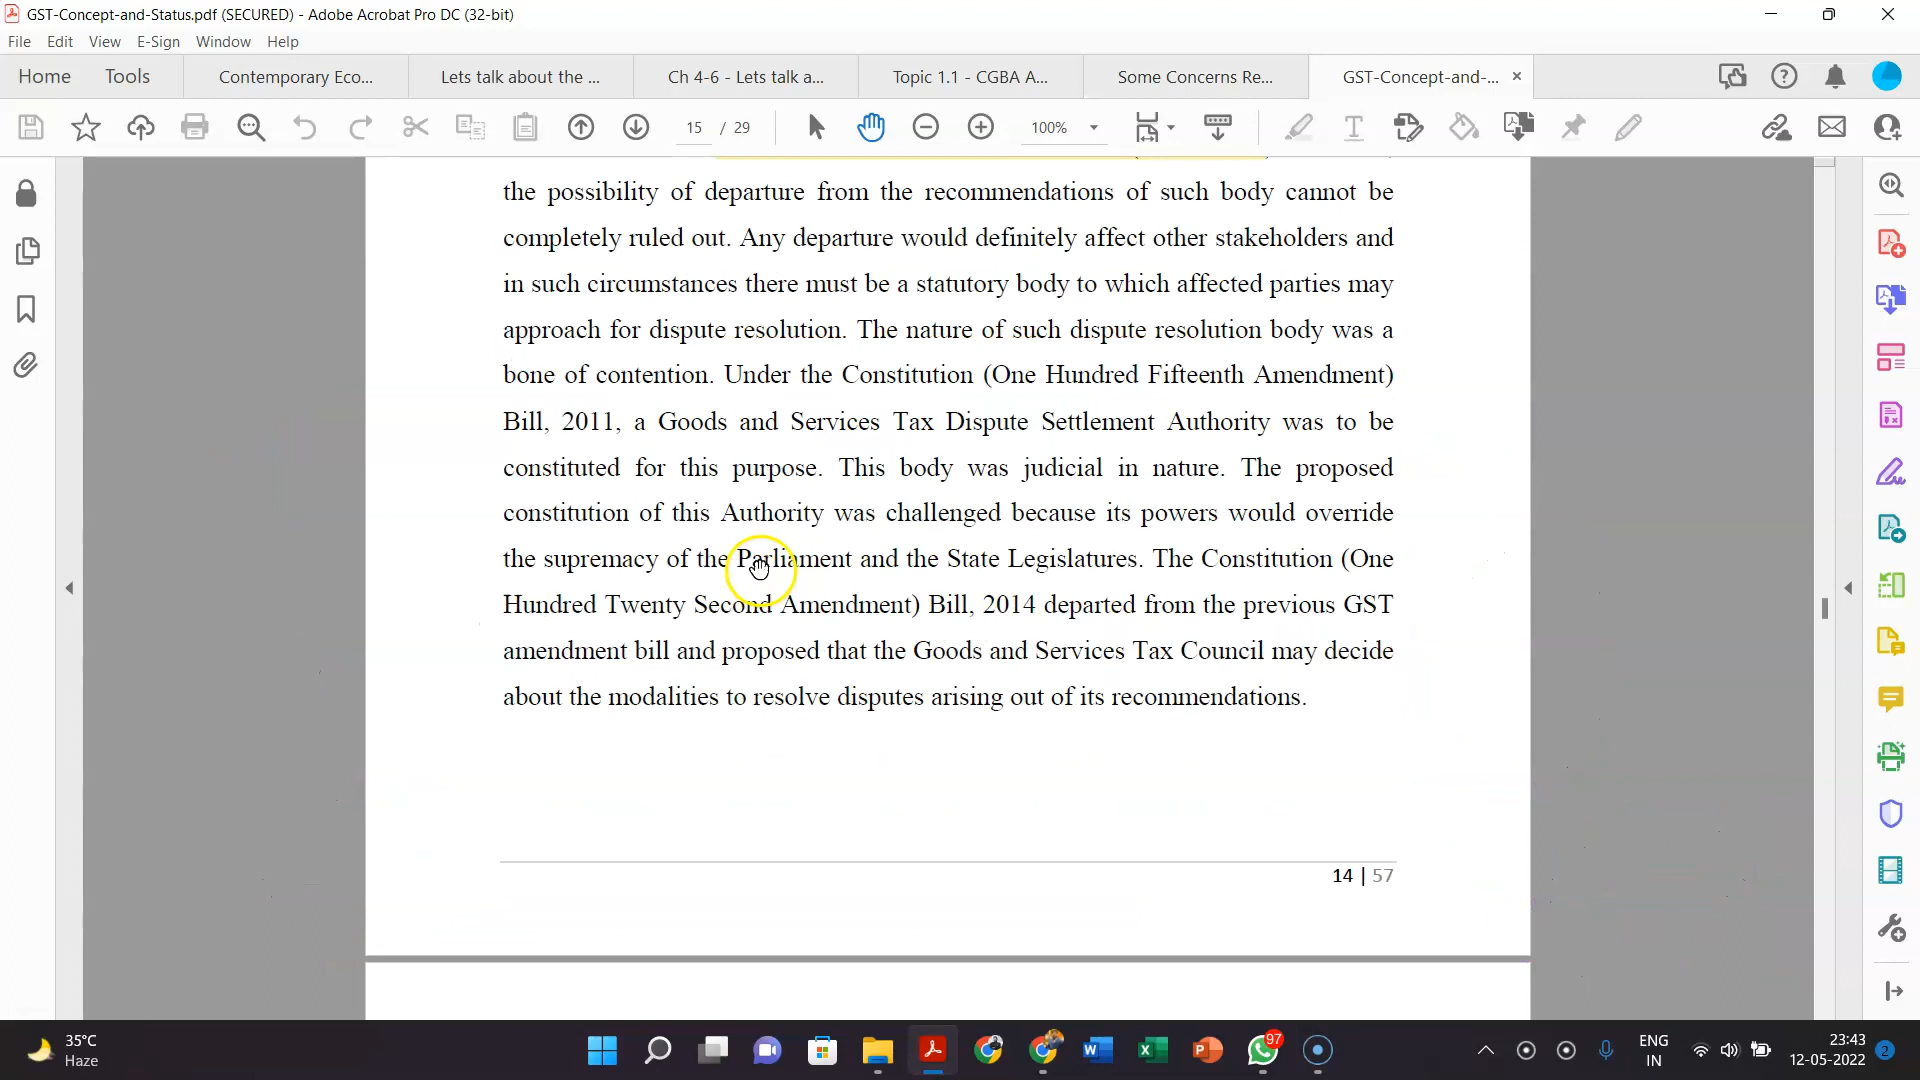 GST-Concept-and-Status.pdf (SECURED) - Adobe Acrobat Pro DC (32-bit)
File Edit View E-Sign Window Help
Home Tools Contemporary Eco... Lets talk about the ... Ch 4-6 - Lets talk a... Topic 1.1 - CGBA A... Some Concerns Re... GST-Concept-and-...
15 / 29 100%
the possibility of departure from the recommendations of such body cannot be
completely ruled out. Any departure would definitely affect other stakeholders and
in such circumstances there must be a statutory body to which affected parties may
approach for dispute resolution. The nature of such dispute resolution body was a
bone of contention. Under the Constitution (One Hundred Fifteenth Amendment)
Bill, 2011, a Goods and Services Tax Dispute Settlement Authority was to be
constituted for this purpose. This body was judicial in nature. The proposed
constitution of this Authority was challenged because its powers would override
the supremacy of the Parliament and the State Legislatures. The Constitution (One
Hundred Twenty Second Amendment) Bill, 2014 departed from the previous GST
amendment bill and proposed that the Goods and Services Tax Council may decide
about the modalities to resolve disputes arising out of its recommendations.
14 | 57
35°C
Haze
97
ENG
IN
23:43
12-05-2022
2